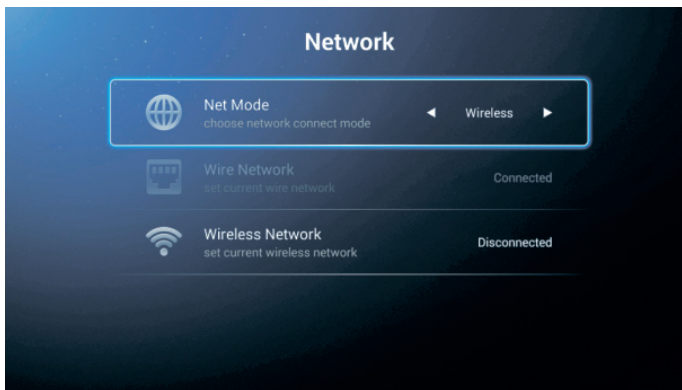 Network
Net Mode
choose network connect mode
Wireless
Wire Network
set current wire network
Connected
Wireless Network
set current wireless network
Disconnected